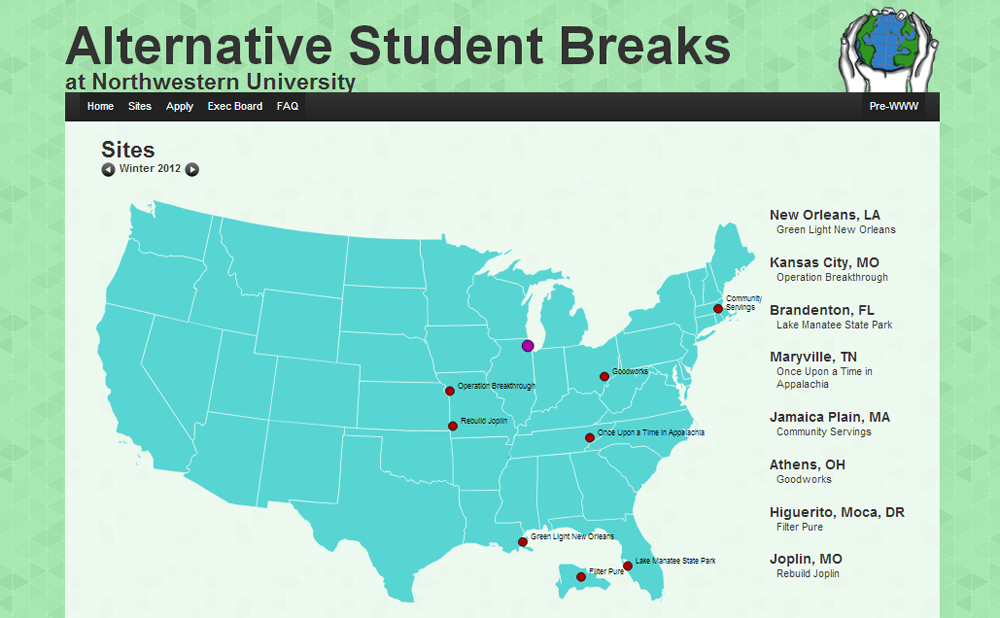 Alternative Student Breaks
at Northwestern University
Home Sites Apply Exec Board FAQ Pre-WWW
Sites
Winter 2012
New Orleans, LA
Green Light New Orleans
Kansas City, MO
Operation Breakthrough
Brandenton, FL
Lake Manatee State Park
Maryville, TN
Once Upon a Time in
Appalachia
Jamaica Plain, MA
Community Servings
Athens, OH
Goodworks
Higuerito, Moca, DR
Filter Pure
Joplin, MO
Rebuild Joplin
Community
Servings
Goodworks
Operation Breakthrough
Rebuild Joplin
Once Upon a Time in Appalachia
Green Light New Orleans
Lake Manatee State Park
Filter Pure